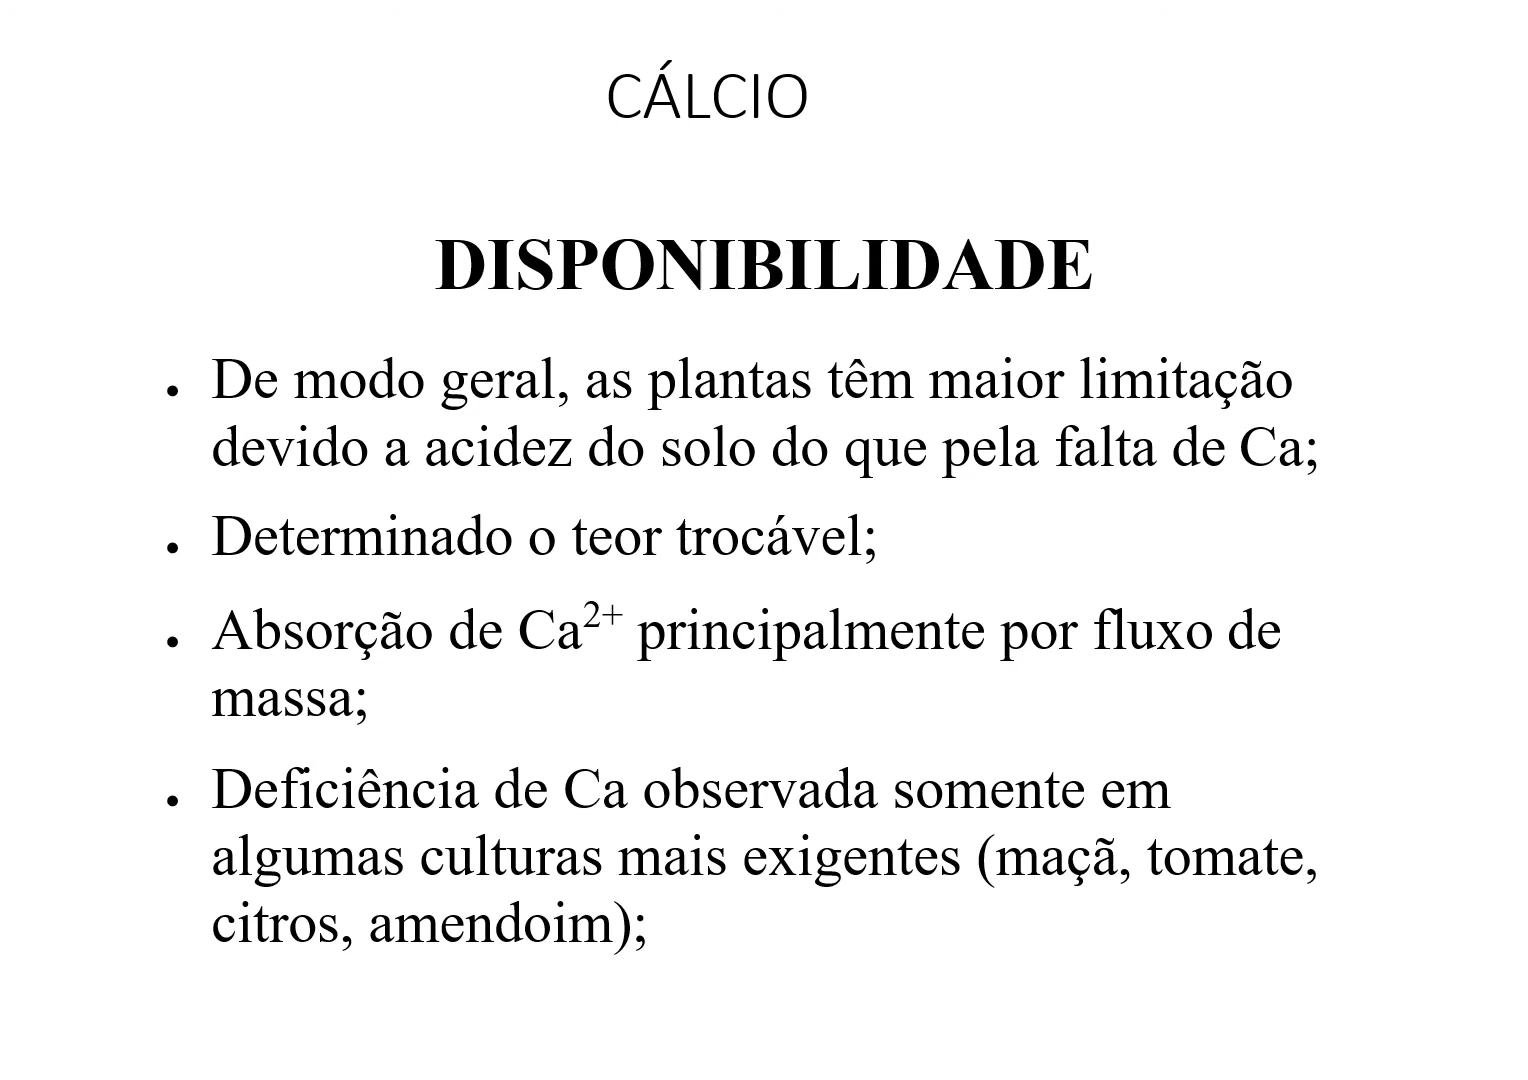 CÁLCIO
DISPONIBILIDADE
• De modo geral, as plantas têm maior limitação
devido a acidez do solo do que pela falta de Ca;
• Determinado o teor trocável;
• Absorção de Ca²⁺ principalmente por fluxo de
massa;
• Deficiência de Ca observada somente em
algumas culturas mais exigentes (maçã, tomate,
citros, amendoim);